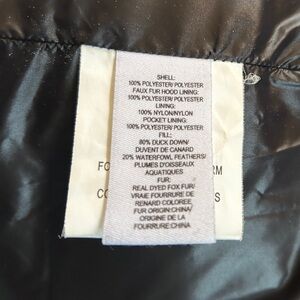 SHELL:
100% POLYESTER/ POLYESTER
FAUX FUR HOOD LINING:
100% POLYESTER/ POLYESTER
LINING:
100% NYLON/NYLON
POCKET LINING:
100% POLYESTER/ POLYESTER
FILL:
80% DUCK DOWN/
DUVENT DE CANARD
20% WATERFOWL FEATHERS/
PLUMES D'OISSEAUX
AQUATIQUES
FUR:
REAL DYED FOX FUR/
VRAIE FOURRURE DE
RENARD COLOREE,
FUR ORIGIN:CHINA/
ORIGINE DE LA
FOURRURE:CHINA